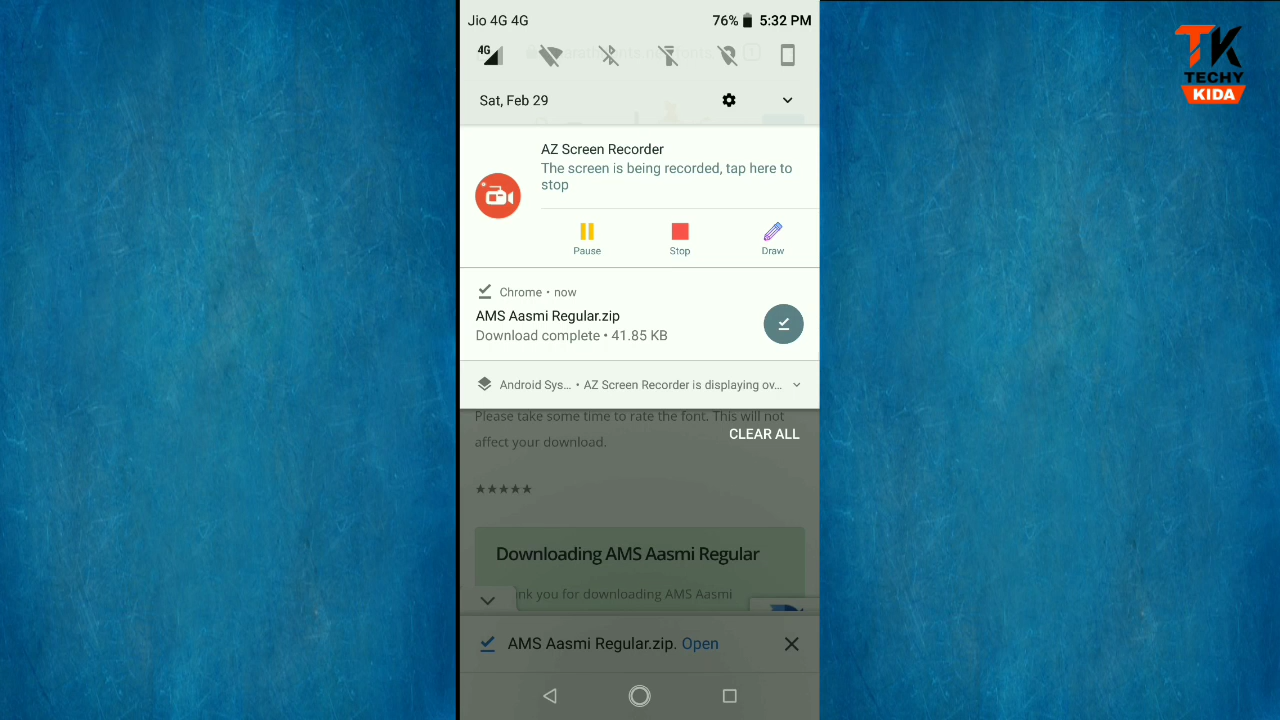 Jio 4G 4G
76% 5:32 PM
4G
Sat, Feb 29
AZ Screen Recorder
The screen is being recorded, tap here to
stop
Pause
Stop
Draw
Chrome • now
AMS Aasmi Regular.zip
Download complete • 41.85 KB
Android Sys... • AZ Screen Recorder is displaying ov...
Please take some time to rate the font. This will not
affect your download.
CLEAR ALL
★★★★★
Downloading AMS Aasmi Regular
nk you for downloading AMS Aasmi
AMS Aasmi Regular.zip. Open
TK
TECHY
KIDA